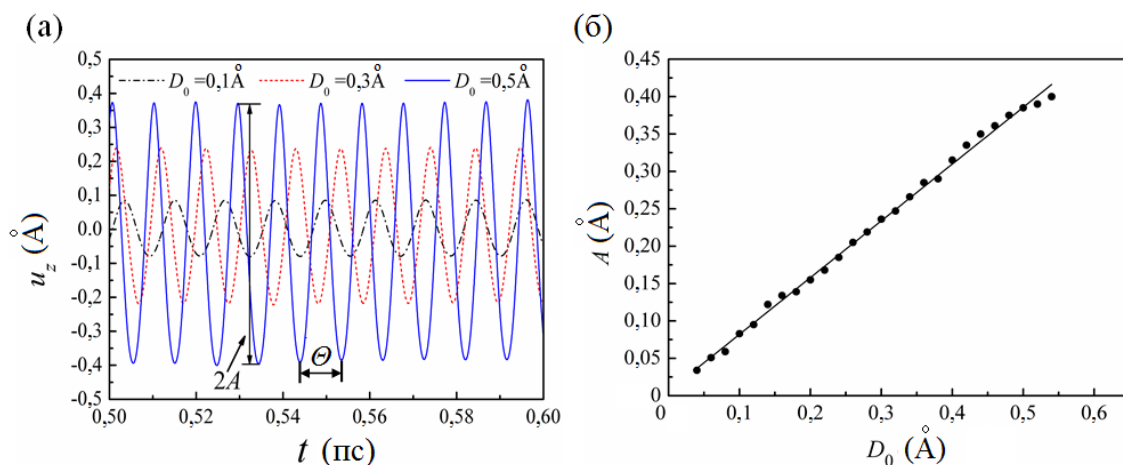 (а)
D₀ =0,1Å D₀ =0,3Å D₀ =0,5Å
0,5
0,4
0,3
0,2
0,1
0,0
-0,1
-0,2
-0,3
-0,4
-0,5
u_z (Å)
2A
Θ
0,50 0,52 0,54 0,56 0,58 0,60
t (пс)
(б)
0,45
0,40
0,35
0,30
0,25
0,20
0,15
0,10
0,05
0
A (Å)
0 0,1 0,2 0,3 0,4 0,5 0,6
D₀ (Å)